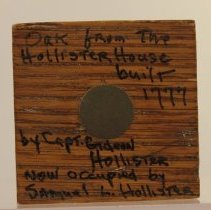 Oak from The
Hollister House
built
1777
by Capt. Gideon
Hollister
now occupied by
Samuel W. Hollister